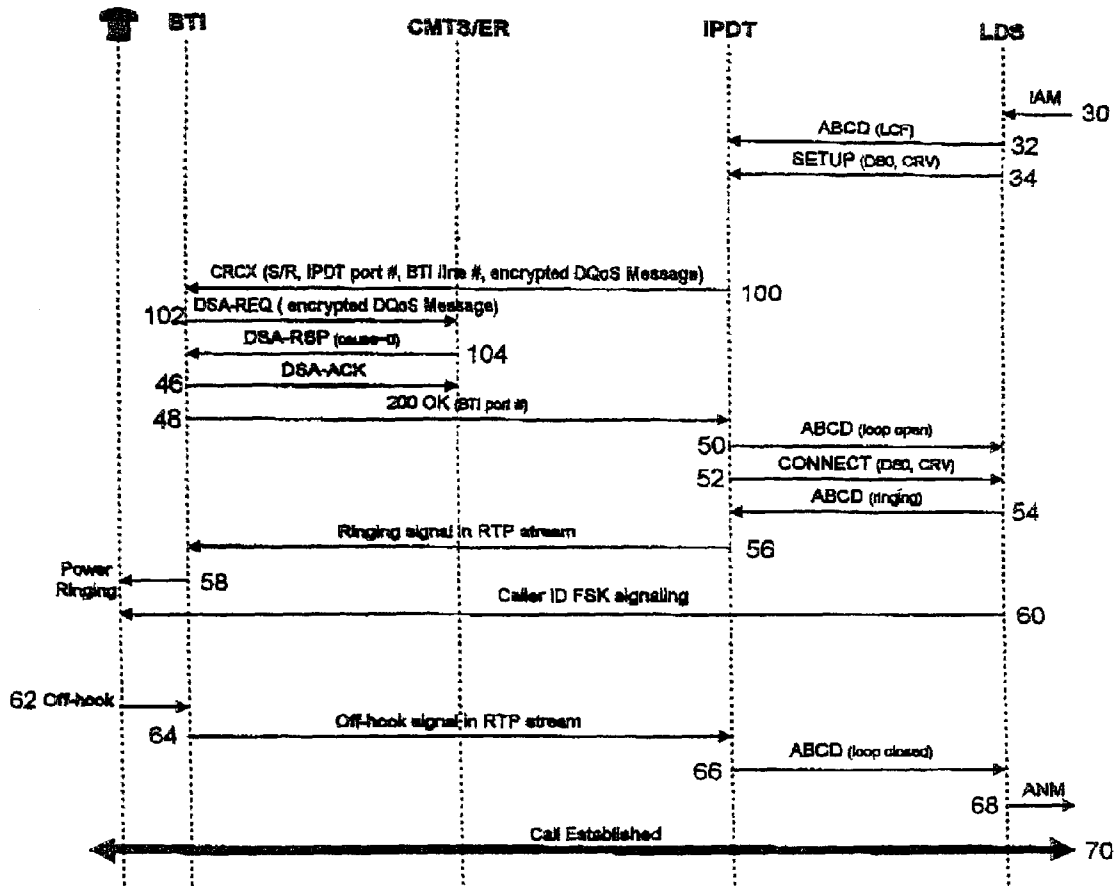 BTI CMTS/ER IPDT LDS
IAM
30
ABCD (LCF)
32
SETUP (DS0, CRV)
34
CRCX (S/R, IPDT port #, BTI line #, encrypted DQoS Message)
100
102 DSA-REQ ( encrypted DQoS Message)
DSA-RSP (cause=0)
104
46 DSA-ACK
48 200 OK (BTI port #)
50 ABCD (loop open)
52 CONNECT (DS0, CRV)
ABCD (ringing)
54
Ringing signal in RTP stream
56
Power
Ringing
58
Caller ID FSK signaling
60
62 Off-hook
64 Off-hook signal in RTP stream
66 ABCD (loop closed)
68 ANM
Call Established
70